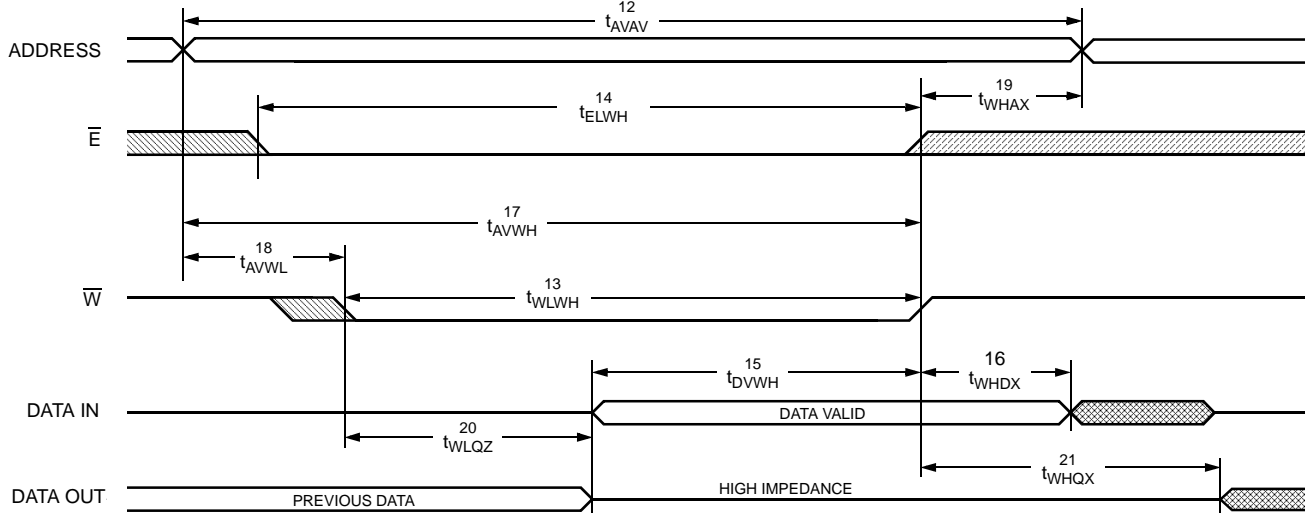 12
tAVAV
ADDRESS
14
tELWH
19
tWHAX
E̅
17
tAVWH
18
tAVWL
W̅
13
tWLWH
15
tDVWH
16
tWHDX
DATA IN
DATA VALID
20
tWLQZ
21
tWHQX
DATA OUT
PREVIOUS DATA
HIGH IMPEDANCE